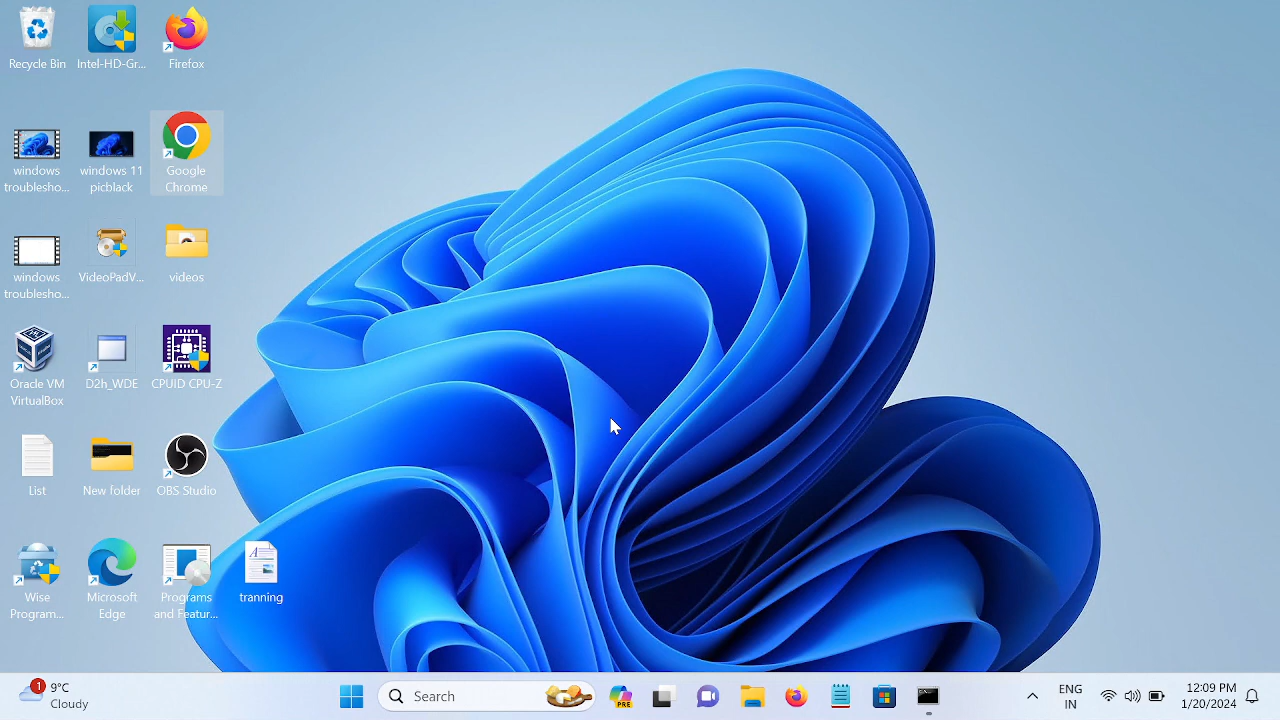 Recycle Bin
Intel-HD-Gr...
Firefox
windows
troublesho...
windows 11
picblack
Google
Chrome
windows
troublesho...
VideoPadV...
videos
Oracle VM
VirtualBox
D2h_WDE
CPUID CPU-Z
List
New folder
OBS Studio
Wise
Program...
Microsoft
Edge
Programs
and Featur...
tranning
1
9°C
Cloudy
Search
PRE
ENG
IN
12:09 PM
1/20/2024